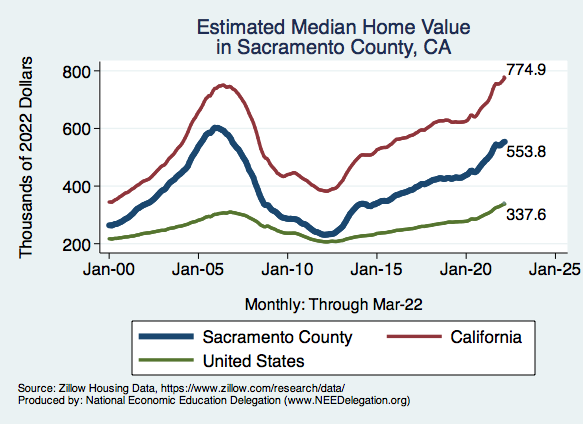 Estimated Median Home Value
in Sacramento County, CA
Thousands of 2022 Dollars
800
600
400
200
774.9
553.8
337.6
Jan-00 Jan-05 Jan-10 Jan-15 Jan-20 Jan-25
Monthly: Through Mar-22
Sacramento County California
United States
Source: Zillow Housing Data, https://www.zillow.com/research/data/
Produced by: National Economic Education Delegation (www.NEEDelegation.org)